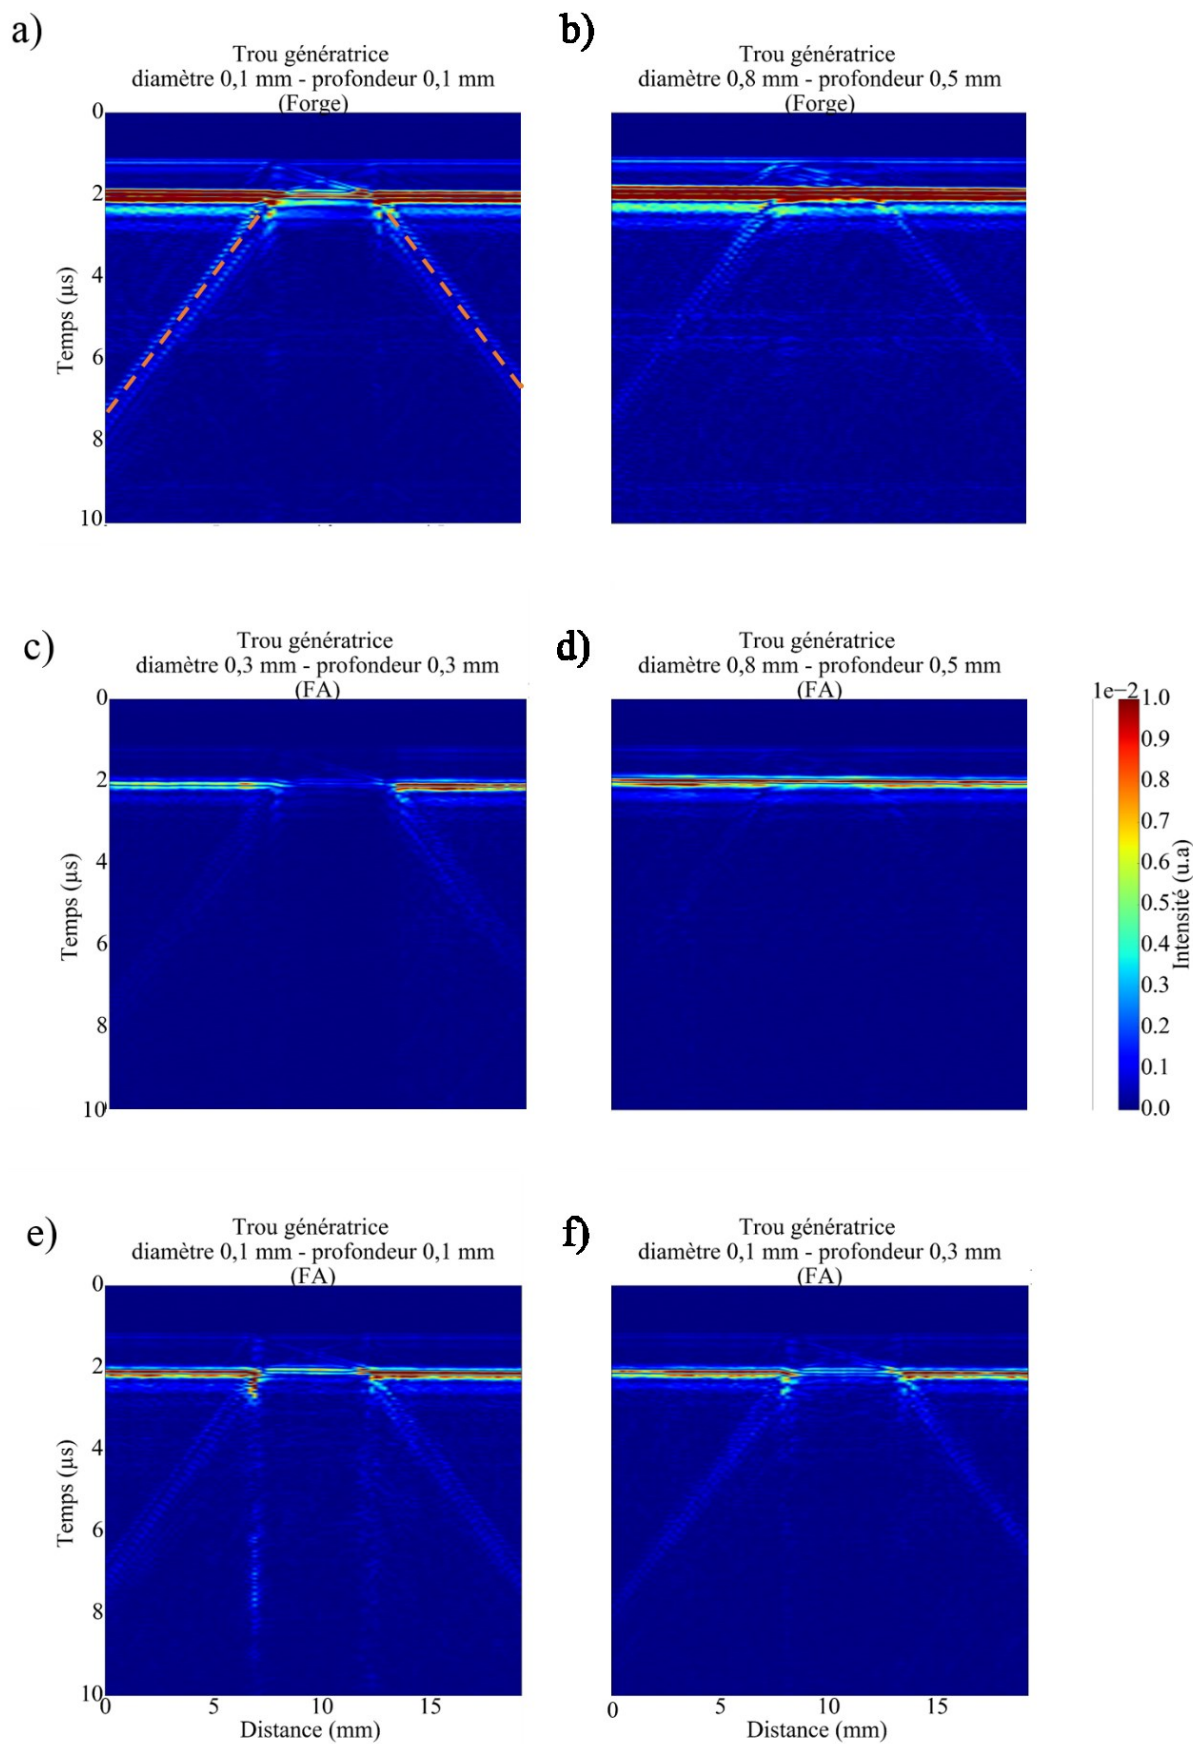 a)
Trou génératrice
diamètre 0,1 mm - profondeur 0,1 mm
(Forge)
0
2
4
6
8
10
Temps (µs)
b)
Trou génératrice
diamètre 0,8 mm - profondeur 0,5 mm
(Forge)
c)
Trou génératrice
diamètre 0,3 mm - profondeur 0,3 mm
(FA)
0
2
4
6
8
10
Temps (µs)
d)
Trou génératrice
diamètre 0,8 mm - profondeur 0,5 mm
(FA)
1e−2
1.0
0.9
0.8
0.7
0.6
0.5
0.4
0.3
0.2
0.1
0.0
Intensité (u.a)
e)
Trou génératrice
diamètre 0,1 mm - profondeur 0,1 mm
(FA)
0
2
4
6
8
10
Temps (µs)
0 5 10 15
Distance (mm)
f)
Trou génératrice
diamètre 0,1 mm - profondeur 0,3 mm
(FA)
0 5 10 15
Distance (mm)